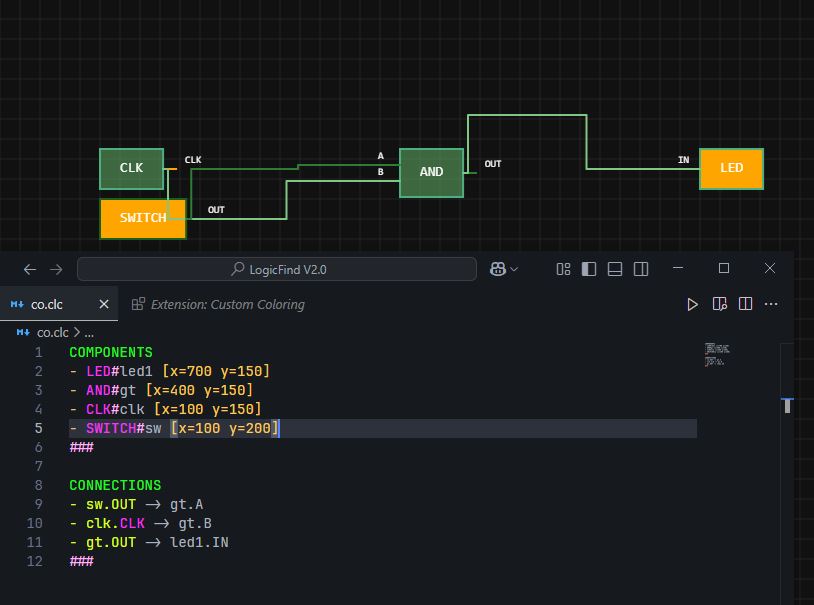 CLK
CLK
A
B
AND
OUT
IN
LED
SWITCH
OUT
LogicFind V2.0
co.clc
Extension: Custom Coloring
co.clc > ...
1 COMPONENTS
2 - LED#led1 [x=700 y=150]
3 - AND#gt [x=400 y=150]
4 - CLK#clk [x=100 y=150]
5 - SWITCH#sw [x=100 y=200]
6 ###
7
8 CONNECTIONS
9 - sw.OUT -> gt.A
10 - clk.CLK -> gt.B
11 - gt.OUT -> led1.IN
12 ###